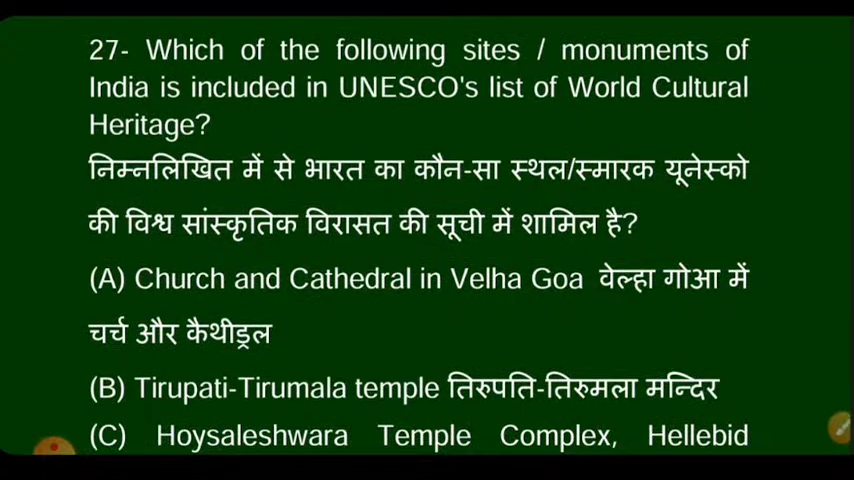 27- Which of the following sites / monuments of
India is included in UNESCO's list of World Cultural
Heritage?
निम्नलिखित में से भारत का कौन-सा स्थल/स्मारक यूनेस्को
की विश्व सांस्कृतिक विरासत की सूची में शामिल है?
(A) Church and Cathedral in Velha Goa वेल्हा गोआ में
चर्च और कैथीड्रल
(B) Tirupati-Tirumala temple तिरुपति-तिरुमला मन्दिर
(C) Hoysaleshwara Temple Complex, Hellebid